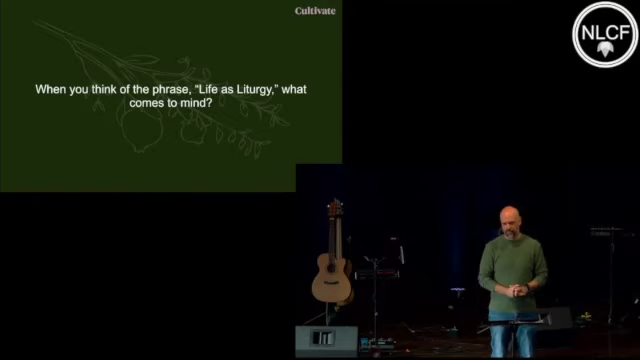 Cultivate
NLCF
When you think of the phrase, “Life as Liturgy,” what
comes to mind?